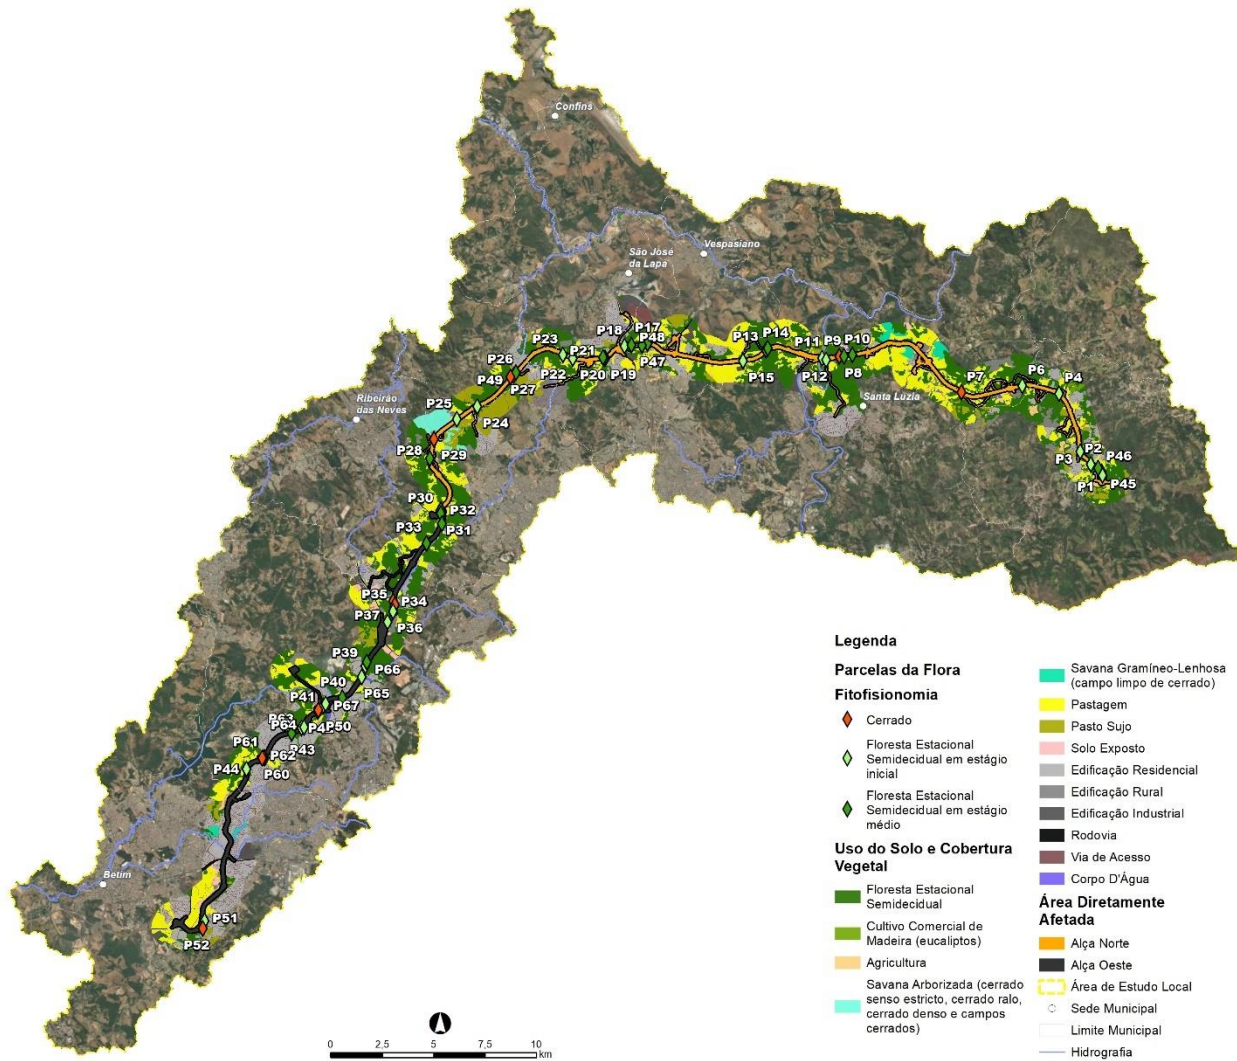 Confins
São José
da Lapa
Vespasiano
P17
P18
P48
P23
P21
P13
P14
P11
P9
P10
P26
P49
P22
P20
P19
P47
P15
P12
P8
P27
P7
P6
P4
Ribeirão
das Neves
P25
P24
Santa Luzia
P28
P29
P2
P3
P46
P1
P45
P30
P32
P33
P31
P35
P34
P37
P36
P39
P66
P40
P65
P41
P67
P63
P64
P50
P43
P61
P62
P44
P60
Betim
P51
P52
0 2,5 5 7,5 10
km
Legenda
Parcelas da Flora
Fitofisionomia
Cerrado
Floresta Estacional
Semidecidual em estágio
inicial
Floresta Estacional
Semidecidual em estágio
médio
Uso do Solo e Cobertura
Vegetal
Floresta Estacional
Semidecidual
Cultivo Comercial de
Madeira (eucaliptos)
Agricultura
Savana Arborizada (cerrado
senso estricto, cerrado ralo,
cerrado denso e campos
cerrados)
Savana Gramíneo-Lenhosa
(campo limpo de cerrado)
Pastagem
Pasto Sujo
Solo Exposto
Edificação Residencial
Edificação Rural
Edificação Industrial
Rodovia
Via de Acesso
Corpo D'Água
Área Diretamente
Afetada
Alça Norte
Alça Oeste
Área de Estudo Local
Sede Municipal
Limite Municipal
Hidrografia